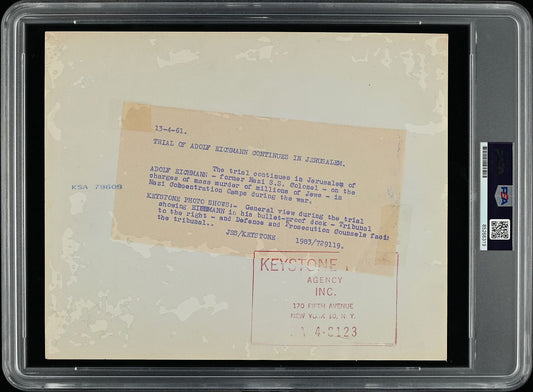 13-4-61.
TRIAL OF ADOLF EICHMANN CONTINUES IN JERUSALEM.
The trial continues in Jerusalem of
ADOLF EICHMANN - former Nazi S.S. Colonel - on the
charges of mass murder of millions of Jews - in
Nazi Concentration Camps during the war.
KEYSTONE PHOTO SHOWS:- General view during the trial
showing EICHMANN in his bullet-proof dock - Tribunal
to the right - and Defence and Prosecution Counsels
the tribunal..
JSS/KEYSTONE 1983/729119.
KSA 79609
KEYSTONE
AGENCY
INC.
170 FIFTH AVENUE
NEW YORK 10, N. Y.
4-8123
PSA
85286373